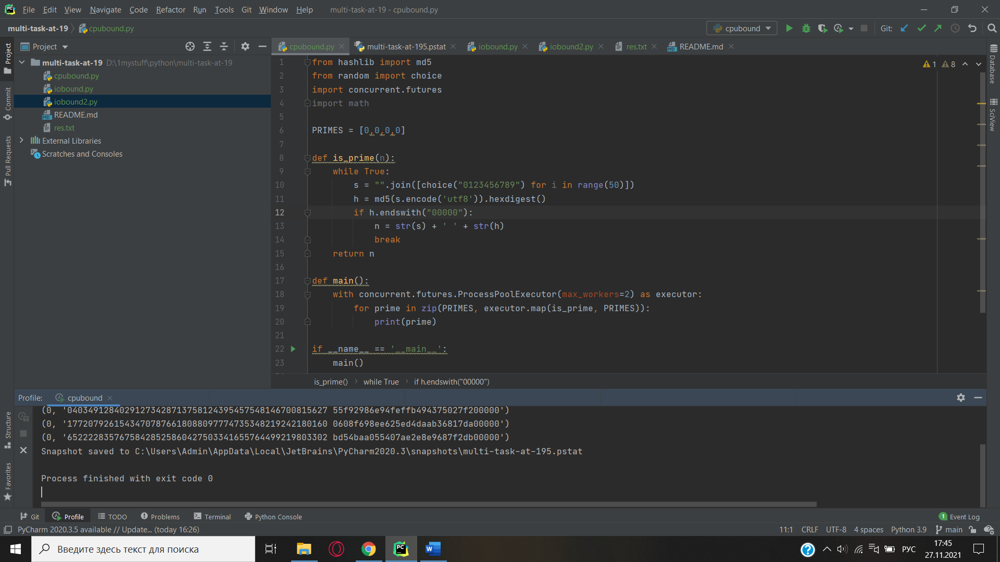 File Edit View Navigate Code Refactor Run Tools Git Window Help multi-task-at-19 - cpubound.py
multi-task-at-19 cpubound.py cpubound Git:
Project
cpubound.py multi-task-at-195.pstat iobound.py iobound2.py res.txt README.md
multi-task-at-19 D:\1mystuff\python\multi-task-at-19
cpubound.py
iobound.py
iobound2.py
README.md
res.txt
External Libraries
Scratches and Consoles
Project
Commit
Pull Requests
Structure
Favorites
Database
SciView
1 8
1 from hashlib import md5
2 from random import choice
3 import concurrent.futures
4 import math
5
6 PRIMES = [0,0,0,0]
7
8 def is_prime(n):
9 while True:
10 s = "".join([choice("0123456789") for i in range(50)])
11 h = md5(s.encode('utf8')).hexdigest()
12 if h.endswith("00000"):
13 n = str(s) + ' ' + str(h)
14 break
15 return n
16
17 def main():
18 with concurrent.futures.ProcessPoolExecutor(max_workers=2) as executor:
19 for prime in zip(PRIMES, executor.map(is_prime, PRIMES)):
20 print(prime)
21
22 if __name__ == '__main__':
23 main()
is_prime() while True if h.endswith("00000")
Profile: cpubound
(0, '04034912840291273428713758124395457548146700815627 55f92986e94feffb494375027f200000')
(0, '17720792615434707876618088097774735348219242180160 0608f698ee625ed4daab36817da00000')
(0, '65222283576758428525860427503341655764499219803302 bd54baa055407ae2e8e9687f2db00000')
Snapshot saved to C:\Users\Admin\AppData\Local\JetBrains\PyCharm2020.3\snapshots\multi-task-at-195.pstat
Process finished with exit code 0
Git Profile TODO Problems Terminal Python Console 1 Event Log
PyCharm 2020.3.5 available // Update... (today 16:26) 11:1 CRLF UTF-8 4 spaces Python 3.9 main
Введите здесь текст для поиска
РУС
17:45
27.11.2021